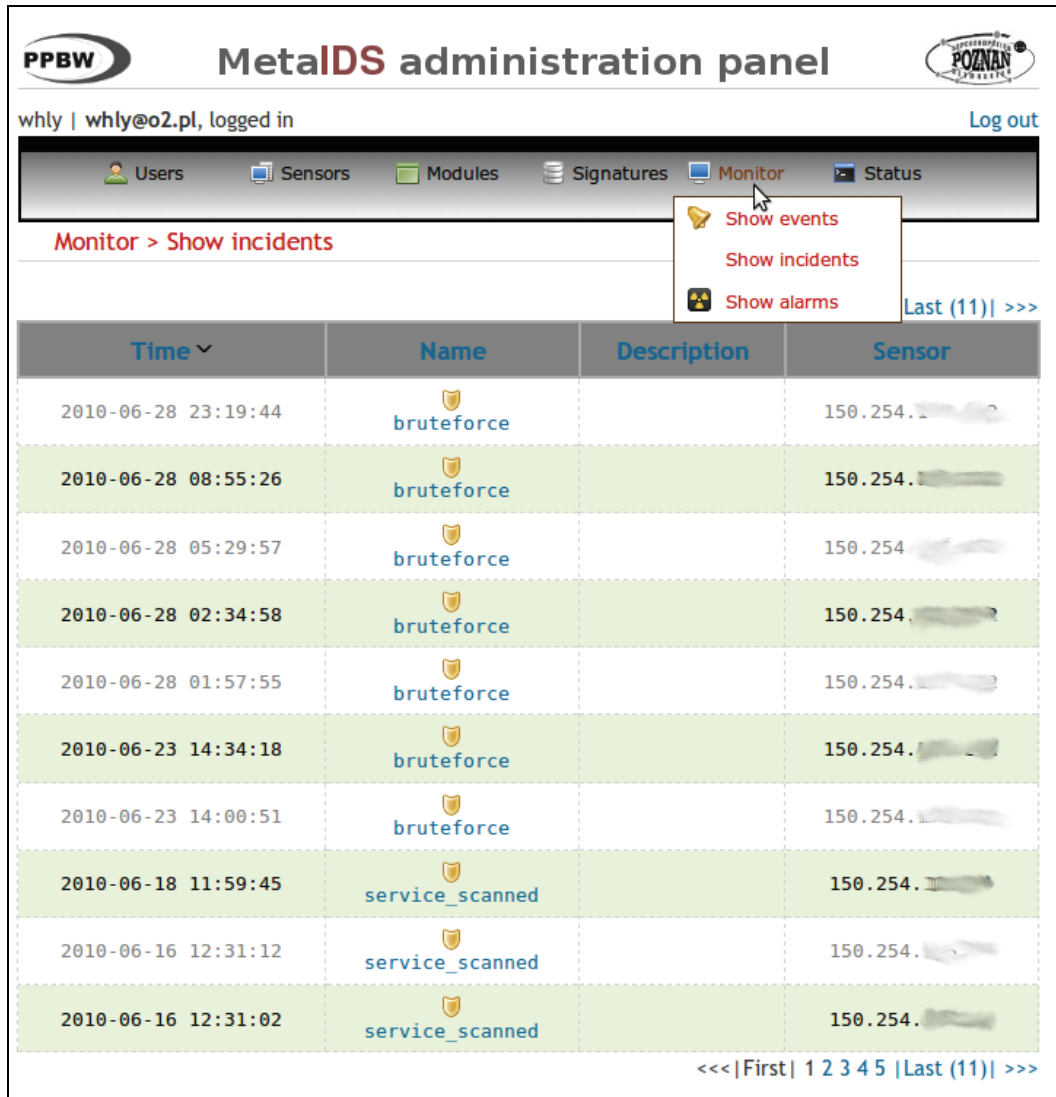 PPBW
MetaIDS administration panel
POZNAŃ
whly | whly@o2.pl, logged in
Log out
Users Sensors Modules Signatures Monitor Status
Show events
Monitor > Show incidents
Show incidents
Show alarms
Last (11)| >>>
Time Name Description Sensor
2010-06-28 23:19:44 bruteforce 150.254.
2010-06-28 08:55:26 bruteforce 150.254.
2010-06-28 05:29:57 bruteforce 150.254
2010-06-28 02:34:58 bruteforce 150.254.
2010-06-28 01:57:55 bruteforce 150.254.
2010-06-23 14:34:18 bruteforce 150.254.
2010-06-23 14:00:51 bruteforce 150.254.
2010-06-18 11:59:45 service_scanned 150.254.
2010-06-16 12:31:12 service_scanned 150.254.
2010-06-16 12:31:02 service_scanned 150.254.
<<<|First| 1 2 3 4 5 |Last (11)| >>>